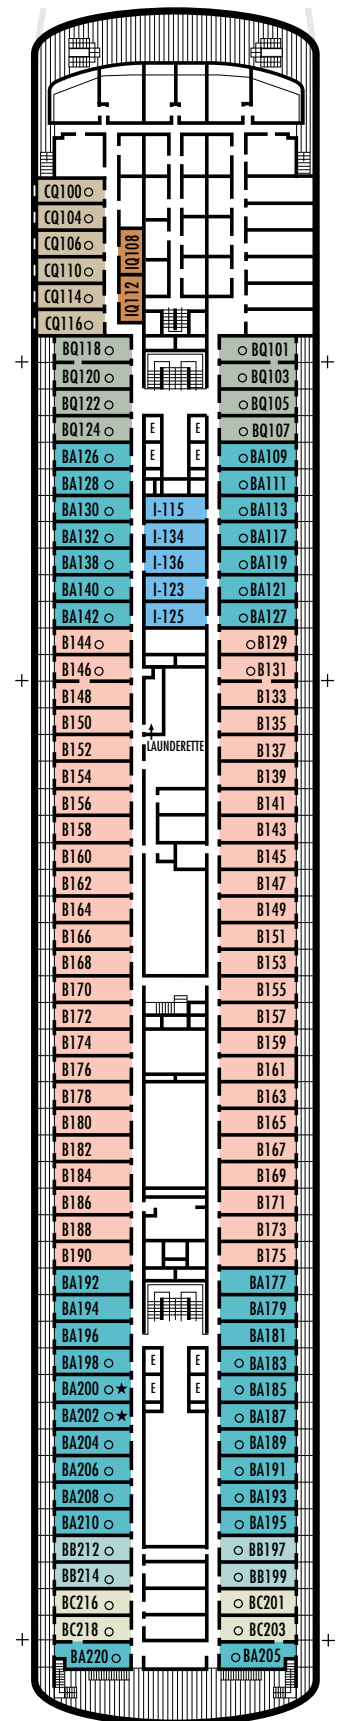 CQ100
CQ104
CQ106
CQ110
CQ114
CQ116
IQ108
IQ112
BQ118 BQ101
BQ120 BQ103
BQ122 BQ105
BQ124 E E BQ107
BA126 E E BA109
BA128 BA111
BA130 I-115 BA113
BA132 I-134 BA117
BA138 I-136 BA119
BA140 I-123 BA121
BA142 I-125 BA127
B144 B129
B146 B131
B148 B133
B150 B135
B152 LAUNDERETTE B137
B154 B139
B156 B141
B158 B143
B160 B145
B162 B147
B164 B149
B166 B151
B168 B153
B170 B155
B172 B157
B174 B159
B176 B161
B178 B163
B180 B165
B182 B167
B184 B169
B186 B171
B188 B173
B190 B175
BA192 BA177
BA194 BA179
BA196 BA181
BA198 E E BA183
BA200 ★ E E BA185
BA202 ★ BA187
BA204 BA189
BA206 BA191
BA208 BA193
BA210 BA195
BB212 BB197
BB214 BB199
BC216 BC201
BC218 BC203
BA220 BA205